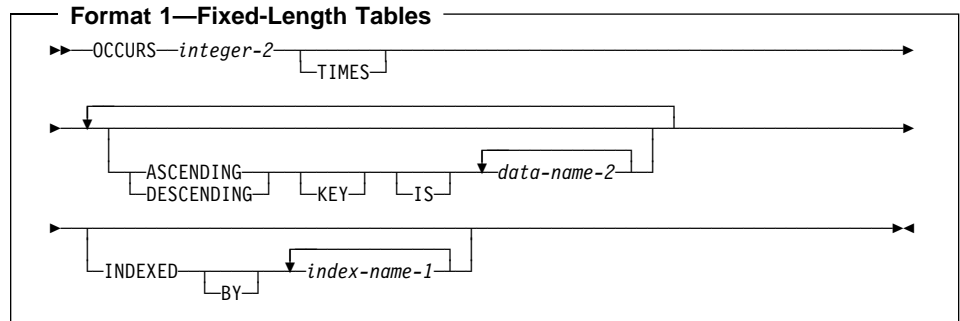 Format 1—Fixed-Length Tables
OCCURS integer-2
TIMES
ASCENDING data-name-2
DESCENDING KEY IS
INDEXED index-name-1
BY